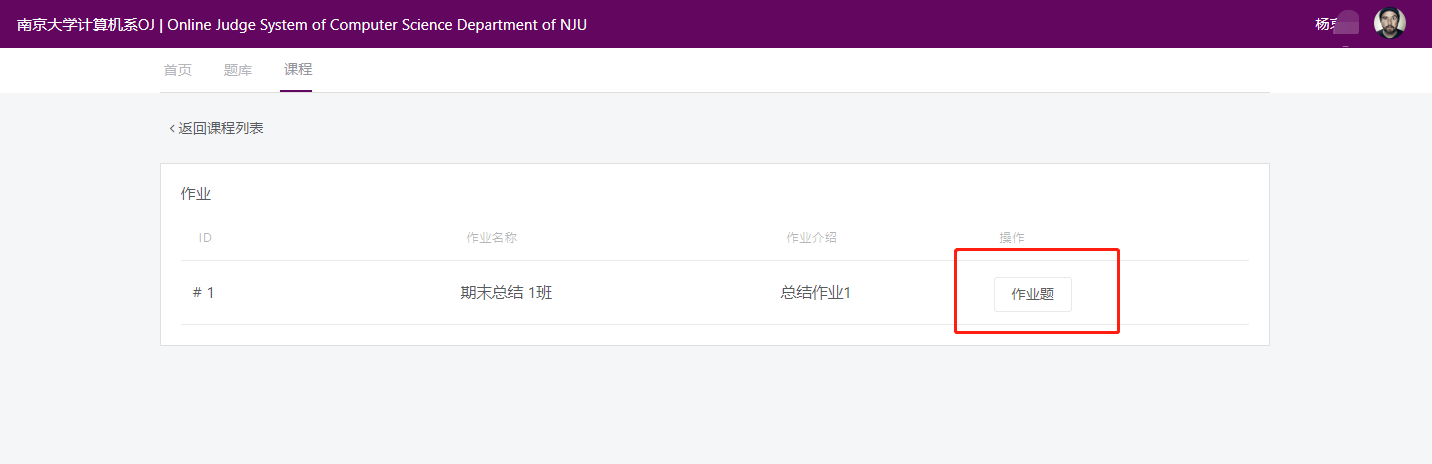 南京大学计算机系OJ | Online Judge System of Computer Science Department of NJU
杨
首页 题库 课程
< 返回课程列表
作业
ID 作业名称 作业介绍 操作
# 1 期末总结 1班 总结作业1 作业题